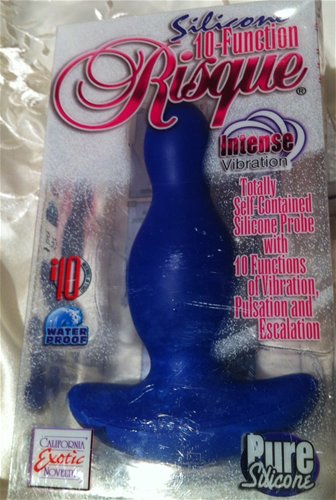 Silicone
10-Function
Risque®
Intense
Vibration
Totally
Self-Contained
Silicone Probe
with
10 Functions
of Vibration,
Pulsation and
Escalation
10
WATER
PROOF
CALIFORNIA
Exotic
NOVELTIES
Pure
Silicone